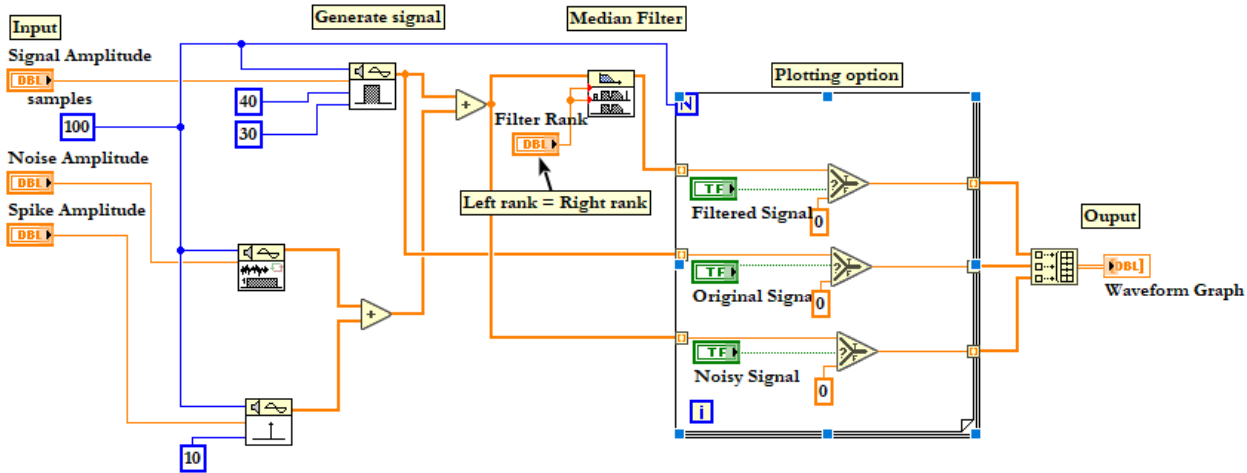 Input
Generate signal
Median Filter
Signal Amplitude
DBL
samples
100
40
30
Plotting option
N
Filter Rank
DBL
Left rank = Right rank
Noise Amplitude
DBL
Spike Amplitude
DBL
10
TF
Filtered Signal
0
?
T
F
TF
Original Signa
0
?
T
F
TF
Noisy Signal
0
?
T
F
i
Ouput
DBL
Waveform Graph
+
+